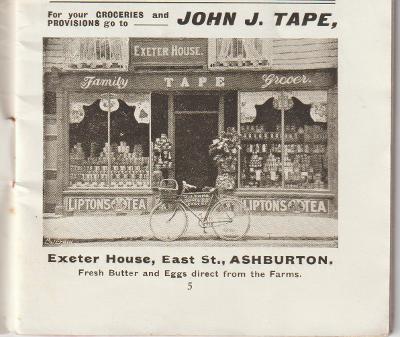 For your GROCERIES and
PROVISIONS go to
JOHN J. TAPE,
EXETER HOUSE.
Family TAPE Grocer.
LIPTONS TEA LIPTONS TEA
Exeter House, East St., ASHBURTON.
Fresh Butter and Eggs direct from the Farms.
5